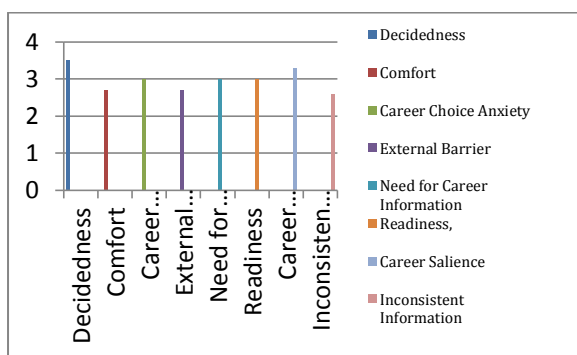 4
3
2
1
0
Decidedness
Comfort
Career...
External...
Need for...
Readiness
Career...
Inconsisten...
Decidedness
Comfort
Career Choice Anxiety
External Barrier
Need for Career
Information
Readiness,
Career Salience
Inconsistent
Information